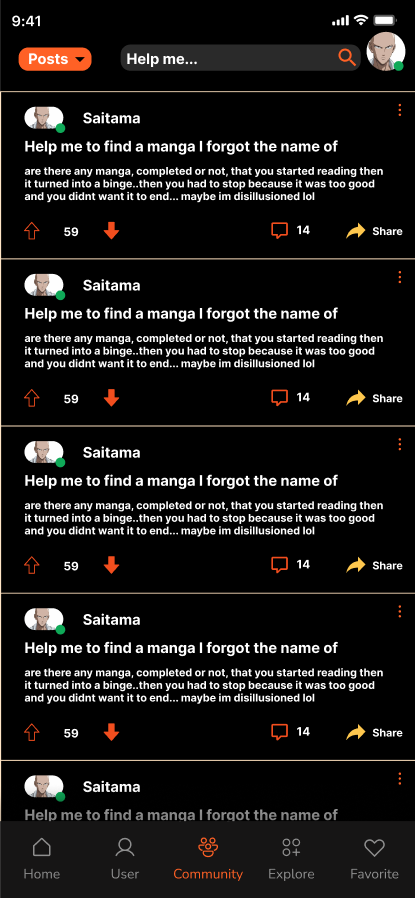 9:41
Posts
Help me...
Saitama
Help me to find a manga I forgot the name of
are there any manga, completed or not, that you started reading then
it turned into a binge..then you had to stop because it was too good
and you didnt want it to end... maybe im disillusioned lol
59
14
Share
Saitama
Help me to find a manga I forgot the name of
are there any manga, completed or not, that you started reading then
it turned into a binge..then you had to stop because it was too good
and you didnt want it to end... maybe im disillusioned lol
59
14
Share
Saitama
Help me to find a manga I forgot the name of
are there any manga, completed or not, that you started reading then
it turned into a binge..then you had to stop because it was too good
and you didnt want it to end... maybe im disillusioned lol
59
14
Share
Saitama
Help me to find a manga I forgot the name of
are there any manga, completed or not, that you started reading then
it turned into a binge..then you had to stop because it was too good
and you didnt want it to end... maybe im disillusioned lol
59
14
Share
Saitama
Help me to find a manga I forgot the name of
Home
User
Community
Explore
Favorite